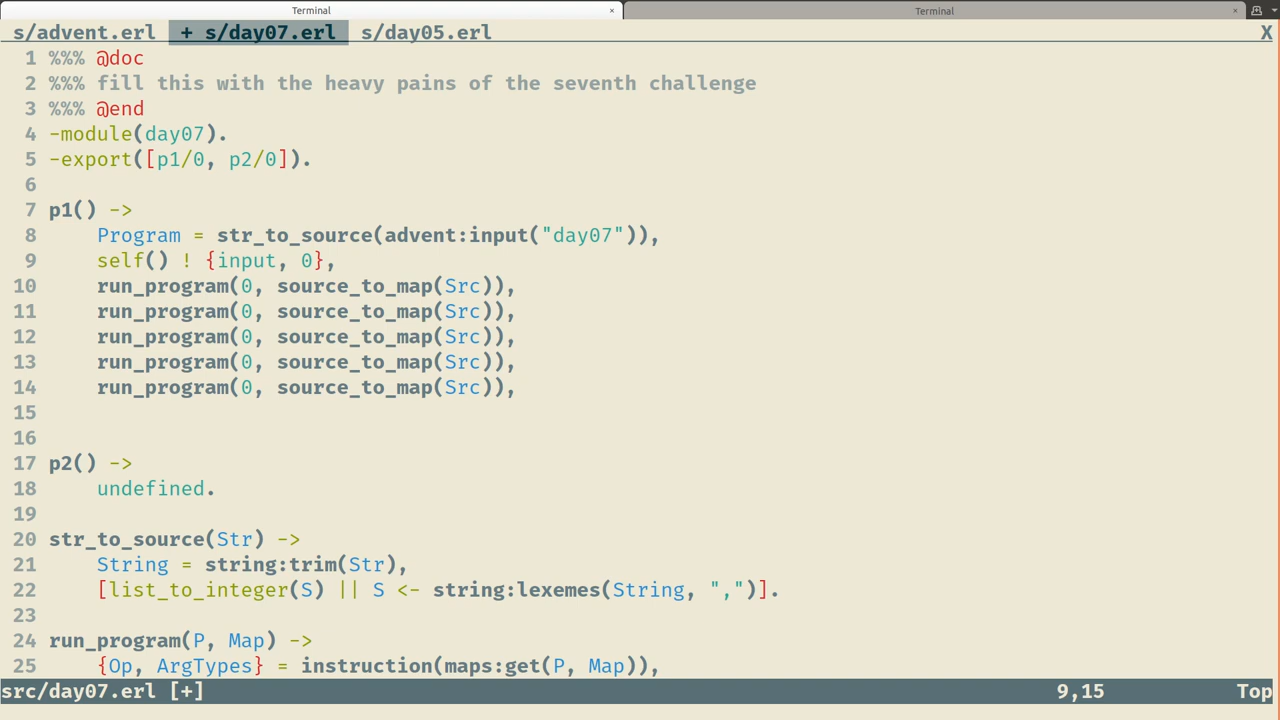 Terminal × Terminal ×
s/advent.erl + s/day07.erl s/day05.erl X
1 %%% @doc
2 %%% fill this with the heavy pains of the seventh challenge
3 %%% @end
4 -module(day07).
5 -export([p1/0, p2/0]).
6
7 p1() ->
8     Program = str_to_source(advent:input("day07")),
9     self() ! {input, 0},
10     run_program(0, source_to_map(Src)),
11     run_program(0, source_to_map(Src)),
12     run_program(0, source_to_map(Src)),
13     run_program(0, source_to_map(Src)),
14     run_program(0, source_to_map(Src)),
15
16
17 p2() ->
18     undefined.
19
20 str_to_source(Str) ->
21     String = string:trim(Str),
22     [list_to_integer(S) || S <- string:lexemes(String, ",")].
23
24 run_program(P, Map) ->
25     {Op, ArgTypes} = instruction(maps:get(P, Map)),
src/day07.erl [+] 9,15 Top